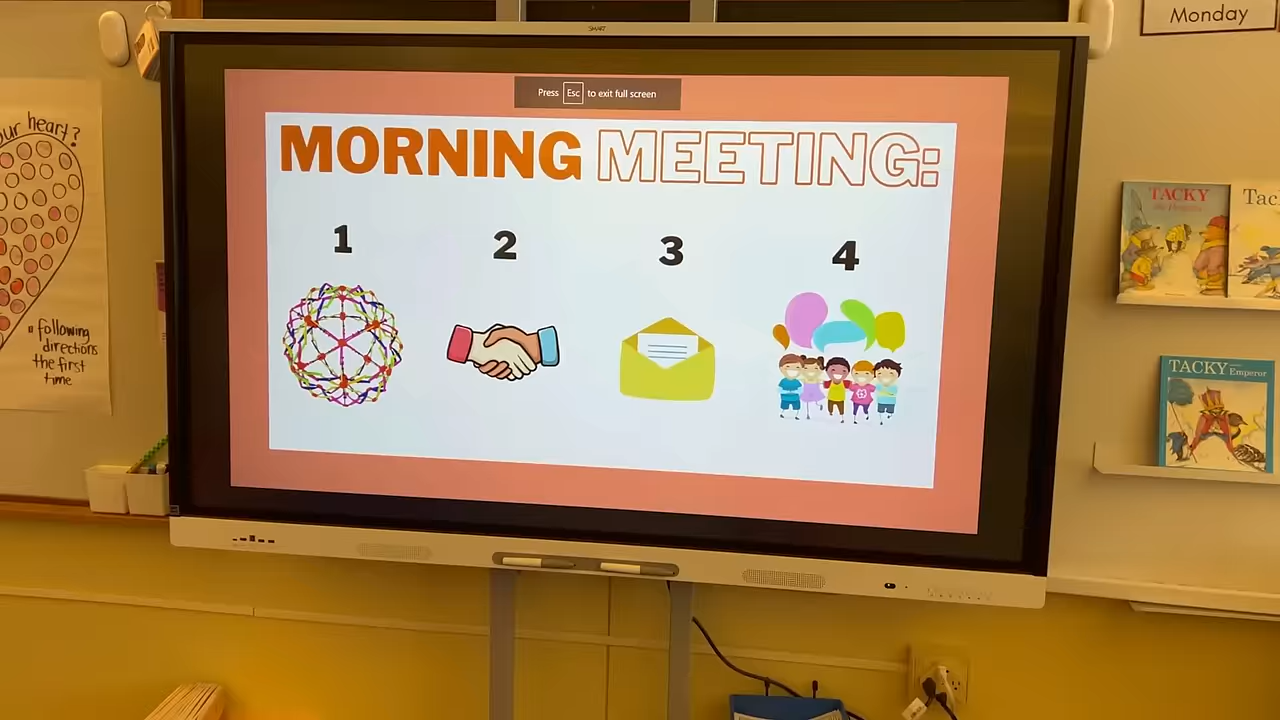 Monday
SMART
Press Esc to exit full screen
MORNING MEETING:
1 2 3 4
our heart?
following
directions
the first
time
TACKY
Tac
TACKY
Emperor